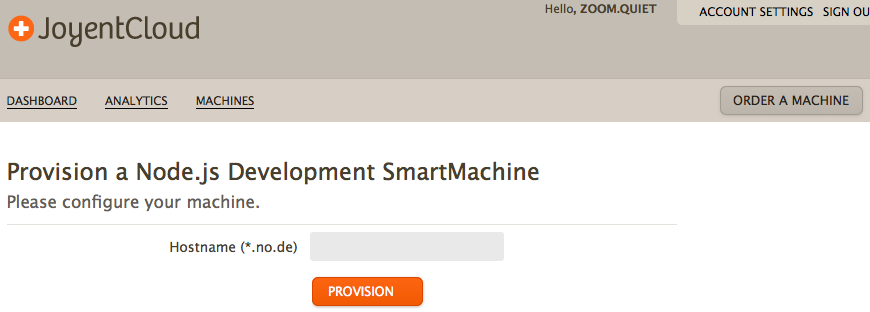 Hello, ZOOM.QUIET
ACCOUNT SETTINGS SIGN OU
JoyentCloud
DASHBOARD ANALYTICS MACHINES ORDER A MACHINE
Provision a Node.js Development SmartMachine
Please configure your machine.
Hostname (*.no.de)
PROVISION